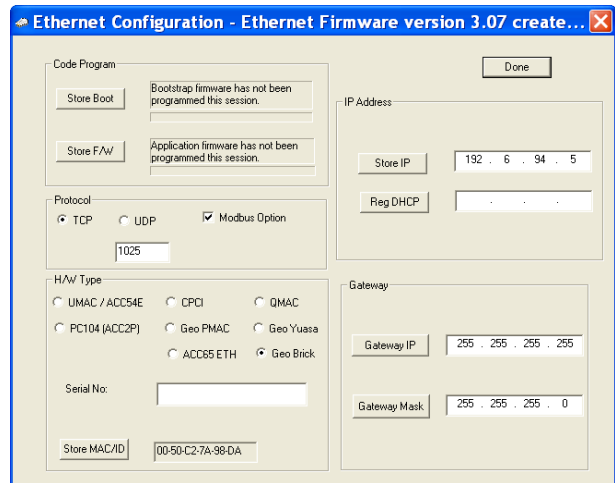 Ethernet Configuration - Ethernet Firmware version 3.07 create...
Code Program
Store Boot
Bootstrap firmware has not been
programmed this session.
Store F/W
Application firmware has not been
programmed this session.
Done
IP Address
Store IP
192 . 6 . 94 . 5
Reg DHCP
. . .
Protocol
TCP
UDP
Modbus Option
1025
H/W Type
UMAC / ACC54E
CPCI
QMAC
PC104 (ACC2P)
Geo PMAC
Geo Yuasa
ACC65 ETH
Geo Brick
Serial No:
Store MAC/ID
00-50-C2-7A-98-DA
Gateway
Gateway IP
255 . 255 . 255 . 255
Gateway Mask
255 . 255 . 255 . 0